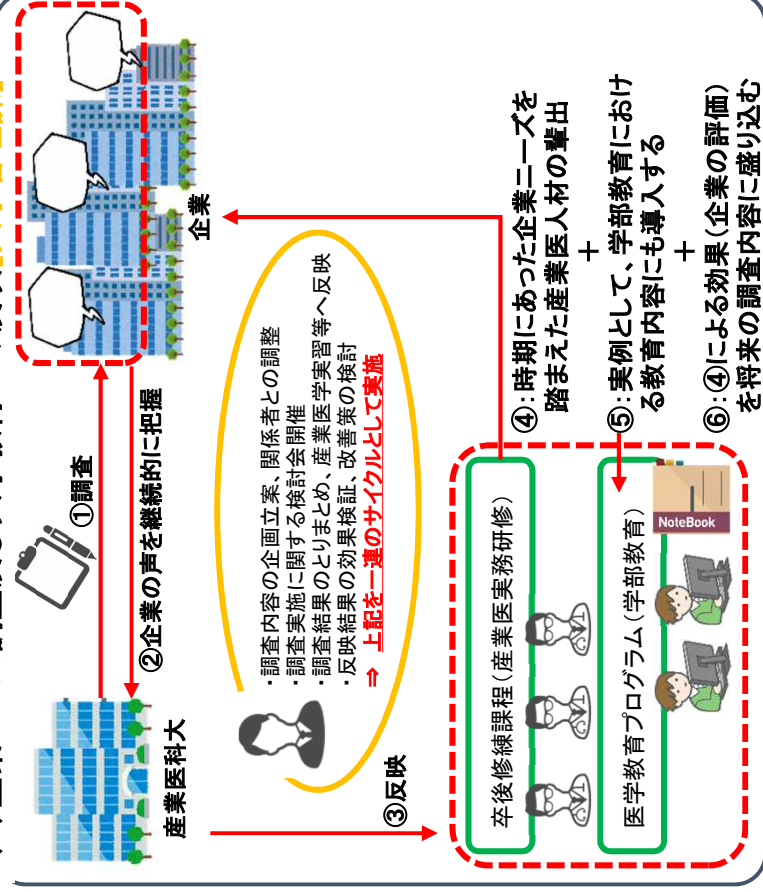 企業
①調査
②企業の声を継続的に把握
産業医科大
・調査内容の企画立案、関係者との調整
・調査実施に関する検討会開催
・調査結果のとりまとめ、産業医学実習等へ反映
・反映結果の効果検証、改善策の検討
⇒ 上記を一連のサイクルとして実施
③反映
卒後修練課程(産業医実務研修)
医学教育プログラム(学部教育)
NoteBook
④:時期にあった企業ニーズを
踏まえた産業医人材の輩出
+
⑤:実例として、学部教育におけ
る教育内容にも導入する
+
⑥:④による効果(企業の評価)
を将来の調査内容に盛り込む